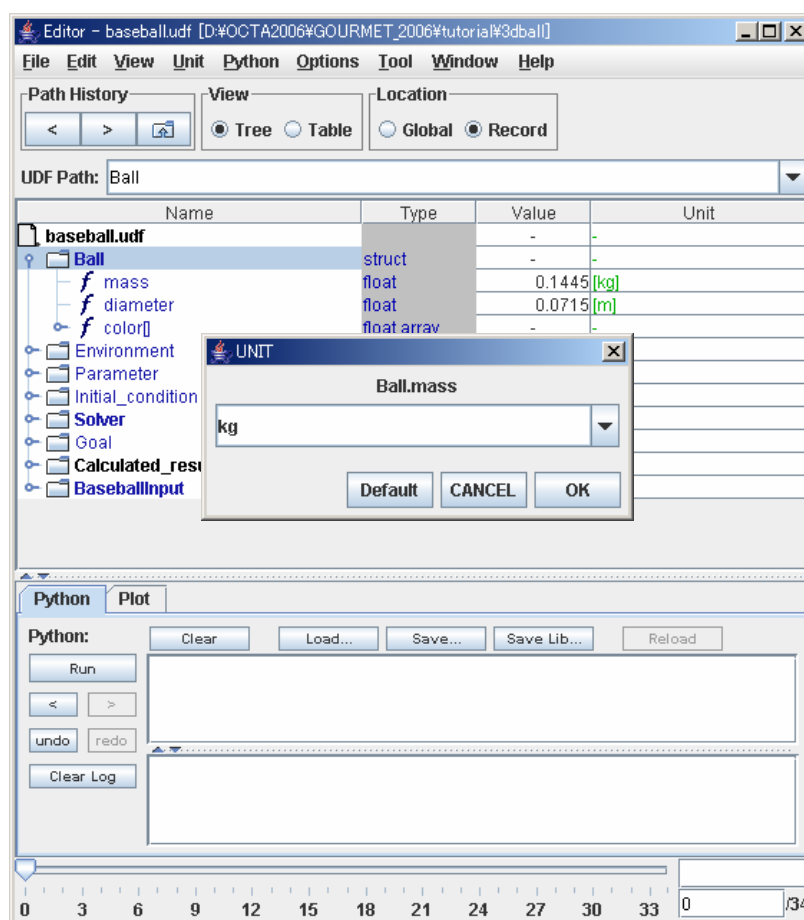 Editor - baseball.udf [D:¥OCTA2006¥GOURMET_2006¥tutorial¥3dball]
File Edit View Unit Python Options Tool Window Help
Path History View Location
< > Tree Table Global Record
UDF Path: Ball
Name Type Value Unit
baseball.udf - -
Ball struct - -
f mass float 0.1445 [kg]
f diameter float 0.0715 [m]
f color[] float array - -
Environment
Parameter
Initial_condition
Solver
Goal
Calculated_resu
BaseballInput
UNIT
Ball.mass
kg
Default CANCEL OK
Python Plot
Python: Clear Load... Save... Save Lib... Reload
Run
< >
undo redo
Clear Log
0 3 6 9 12 15 18 21 24 27 30 33 0 /34